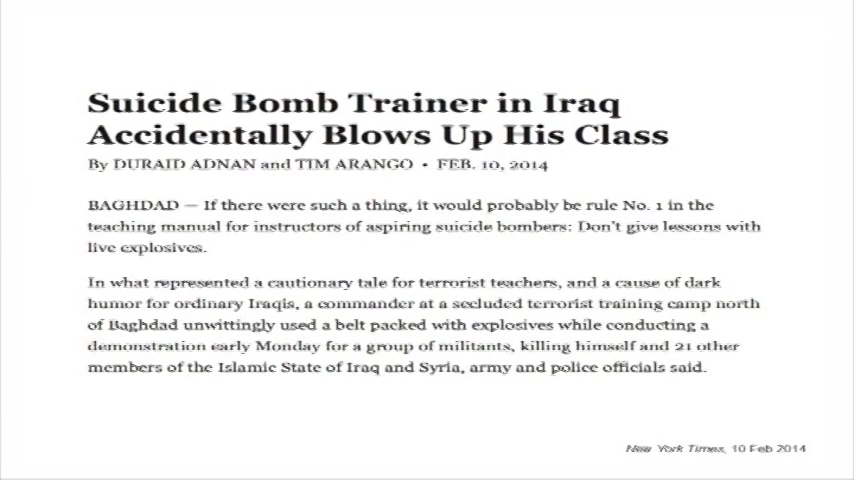 Suicide Bomb Trainer in Iraq
Accidentally Blows Up His Class
By DURAID ADNAN and TIM ARANGO • FEB. 10, 2014
BAGHDAD — If there were such a thing, it would probably be rule No. 1 in the
teaching manual for instructors of aspiring suicide bombers: Don't give lessons with
live explosives.
In what represented a cautionary tale for terrorist teachers, and a cause of dark
humor for ordinary Iraqis, a commander at a secluded terrorist training camp north
of Baghdad unwittingly used a belt packed with explosives while conducting a
demonstration early Monday for a group of militants, killing himself and 21 other
members of the Islamic State of Iraq and Syria, army and police officials said.
New York Times, 10 Feb 2014